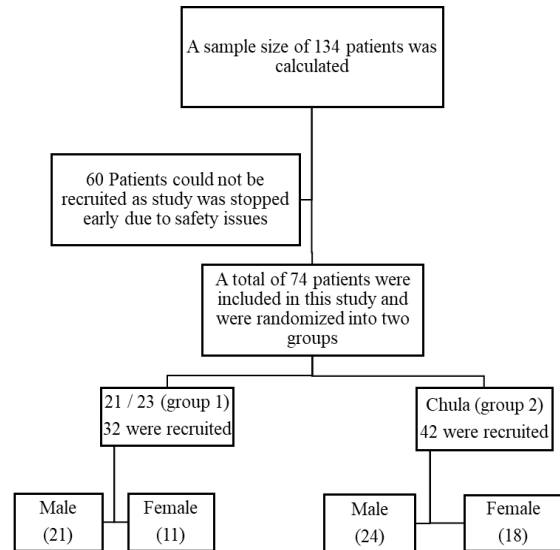 A sample size of 134 patients was
calculated
60 Patients could not be
recruited as study was stopped
early due to safety issues
A total of 74 patients were
included in this study and
were randomized into two
groups
21 / 23 (group 1)
32 were recruited
Chula (group 2)
42 were recruited
Male
(21)
Female
(11)
Male
(24)
Female
(18)